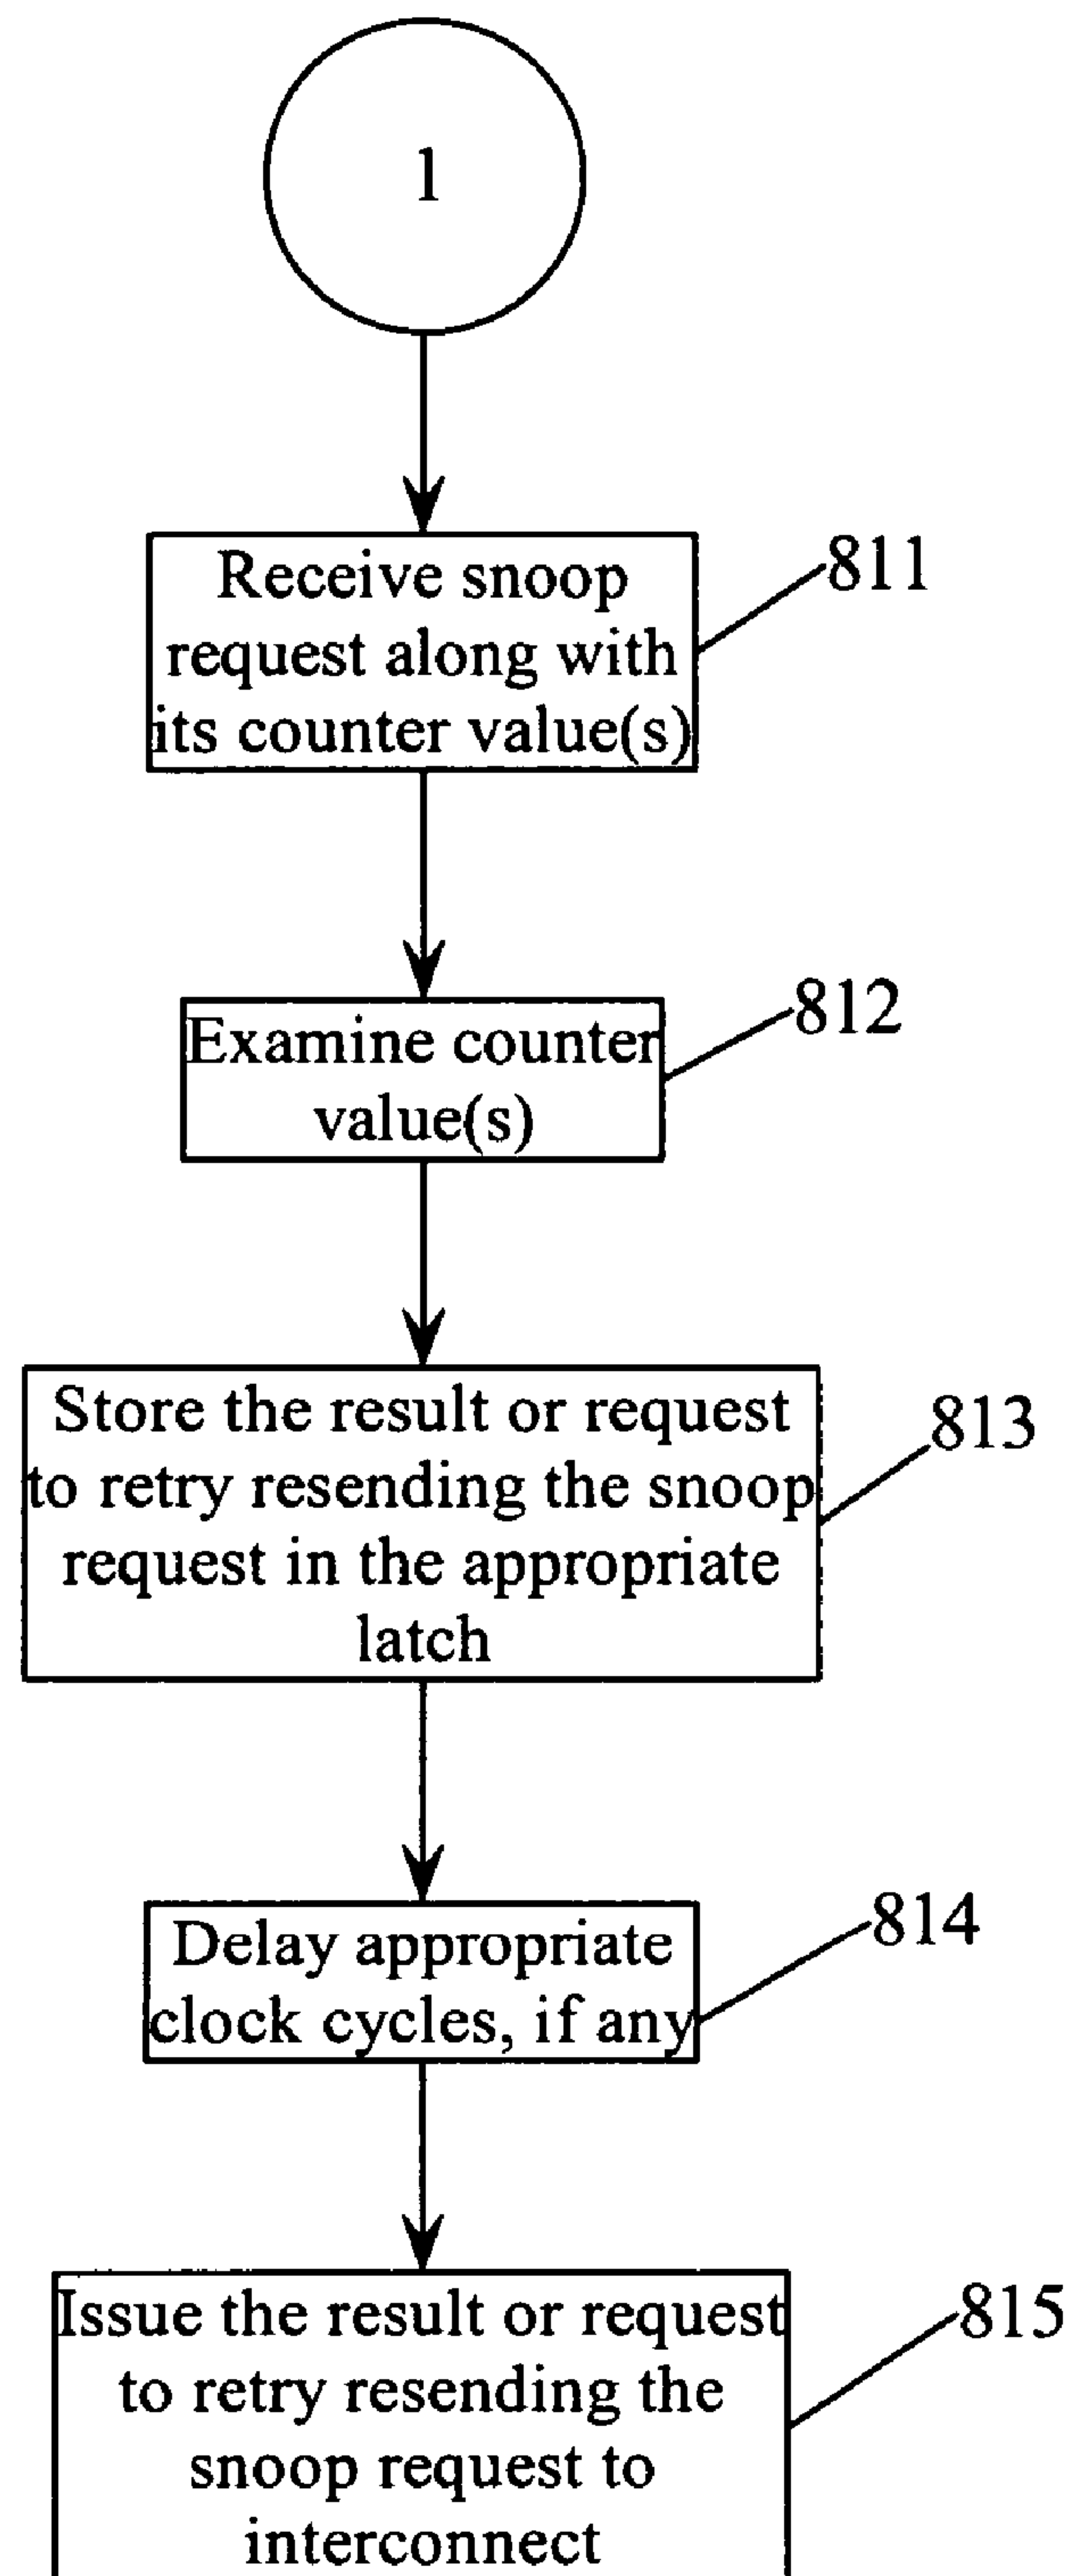 1
Receive snoop
request along with
its counter value(s)
811
Examine counter
value(s)
812
Store the result or request
to retry resending the snoop
request in the appropriate
latch
813
Delay appropriate
clock cycles, if any
814
Issue the result or request
to retry resending the
snoop request to
interconnect
815